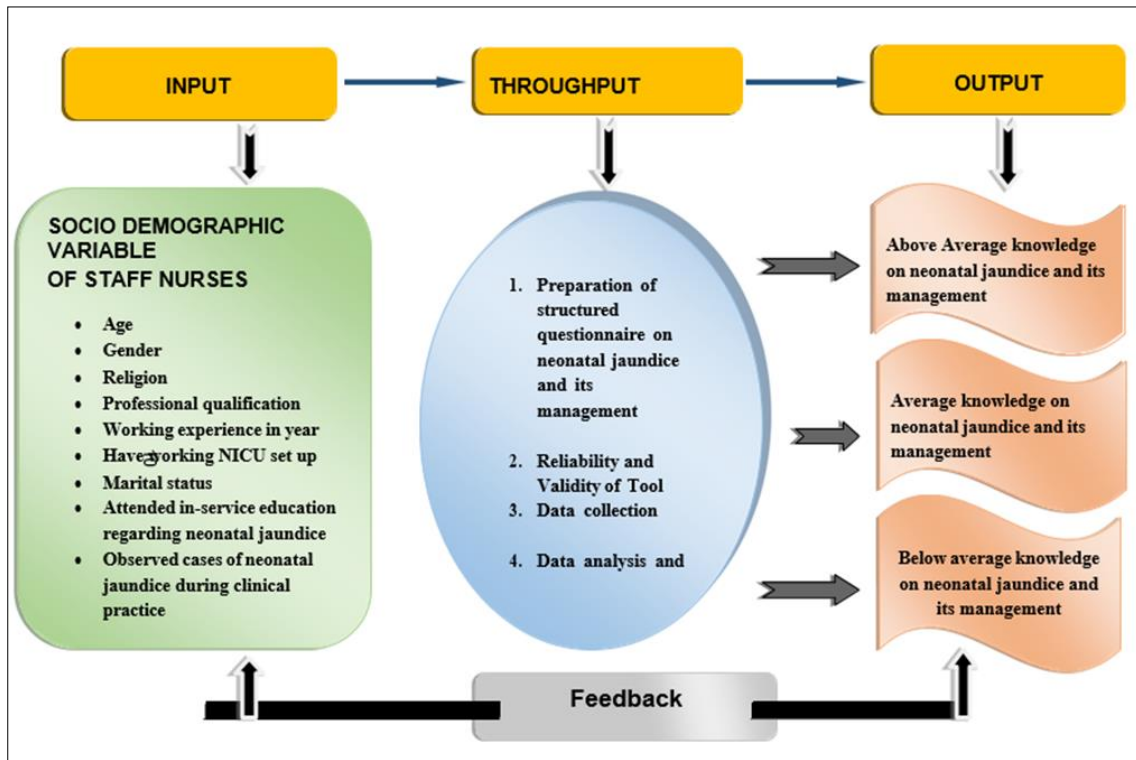 INPUT
THROUGHPUT
OUTPUT
SOCIO DEMOGRAPHIC
VARIABLE
OF STAFF NURSES
• Age
• Gender
• Religion
• Professional qualification
• Working experience in year
• Have working NICU set up
• Marital status
• Attended in-service education
regarding neonatal jaundice
• Observed cases of neonatal
jaundice during clinical
practice
1. Preparation of
structured
questionnaire on
neonatal jaundice
and its
management
2. Reliability and
Validity of Tool
3. Data collection
4. Data analysis and
Above Average knowledge
on neonatal jaundice and its
management
Average knowledge on
neonatal jaundice and its
management
Below average knowledge
on neonatal jaundice and
its management
Feedback